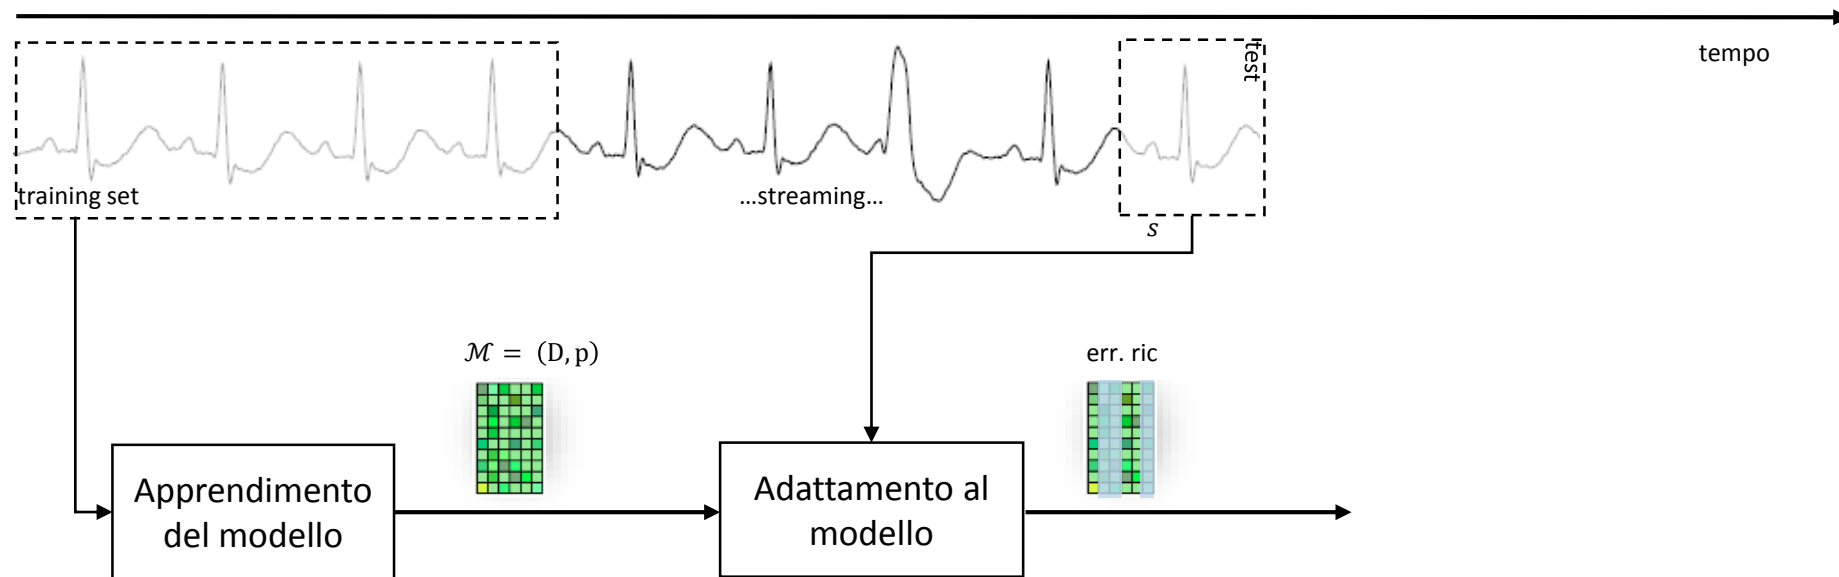 tempo
test
training set
...streaming...
s
ℳ = (D, p)
err. ric
Apprendimento
del modello
Adattamento al
modello